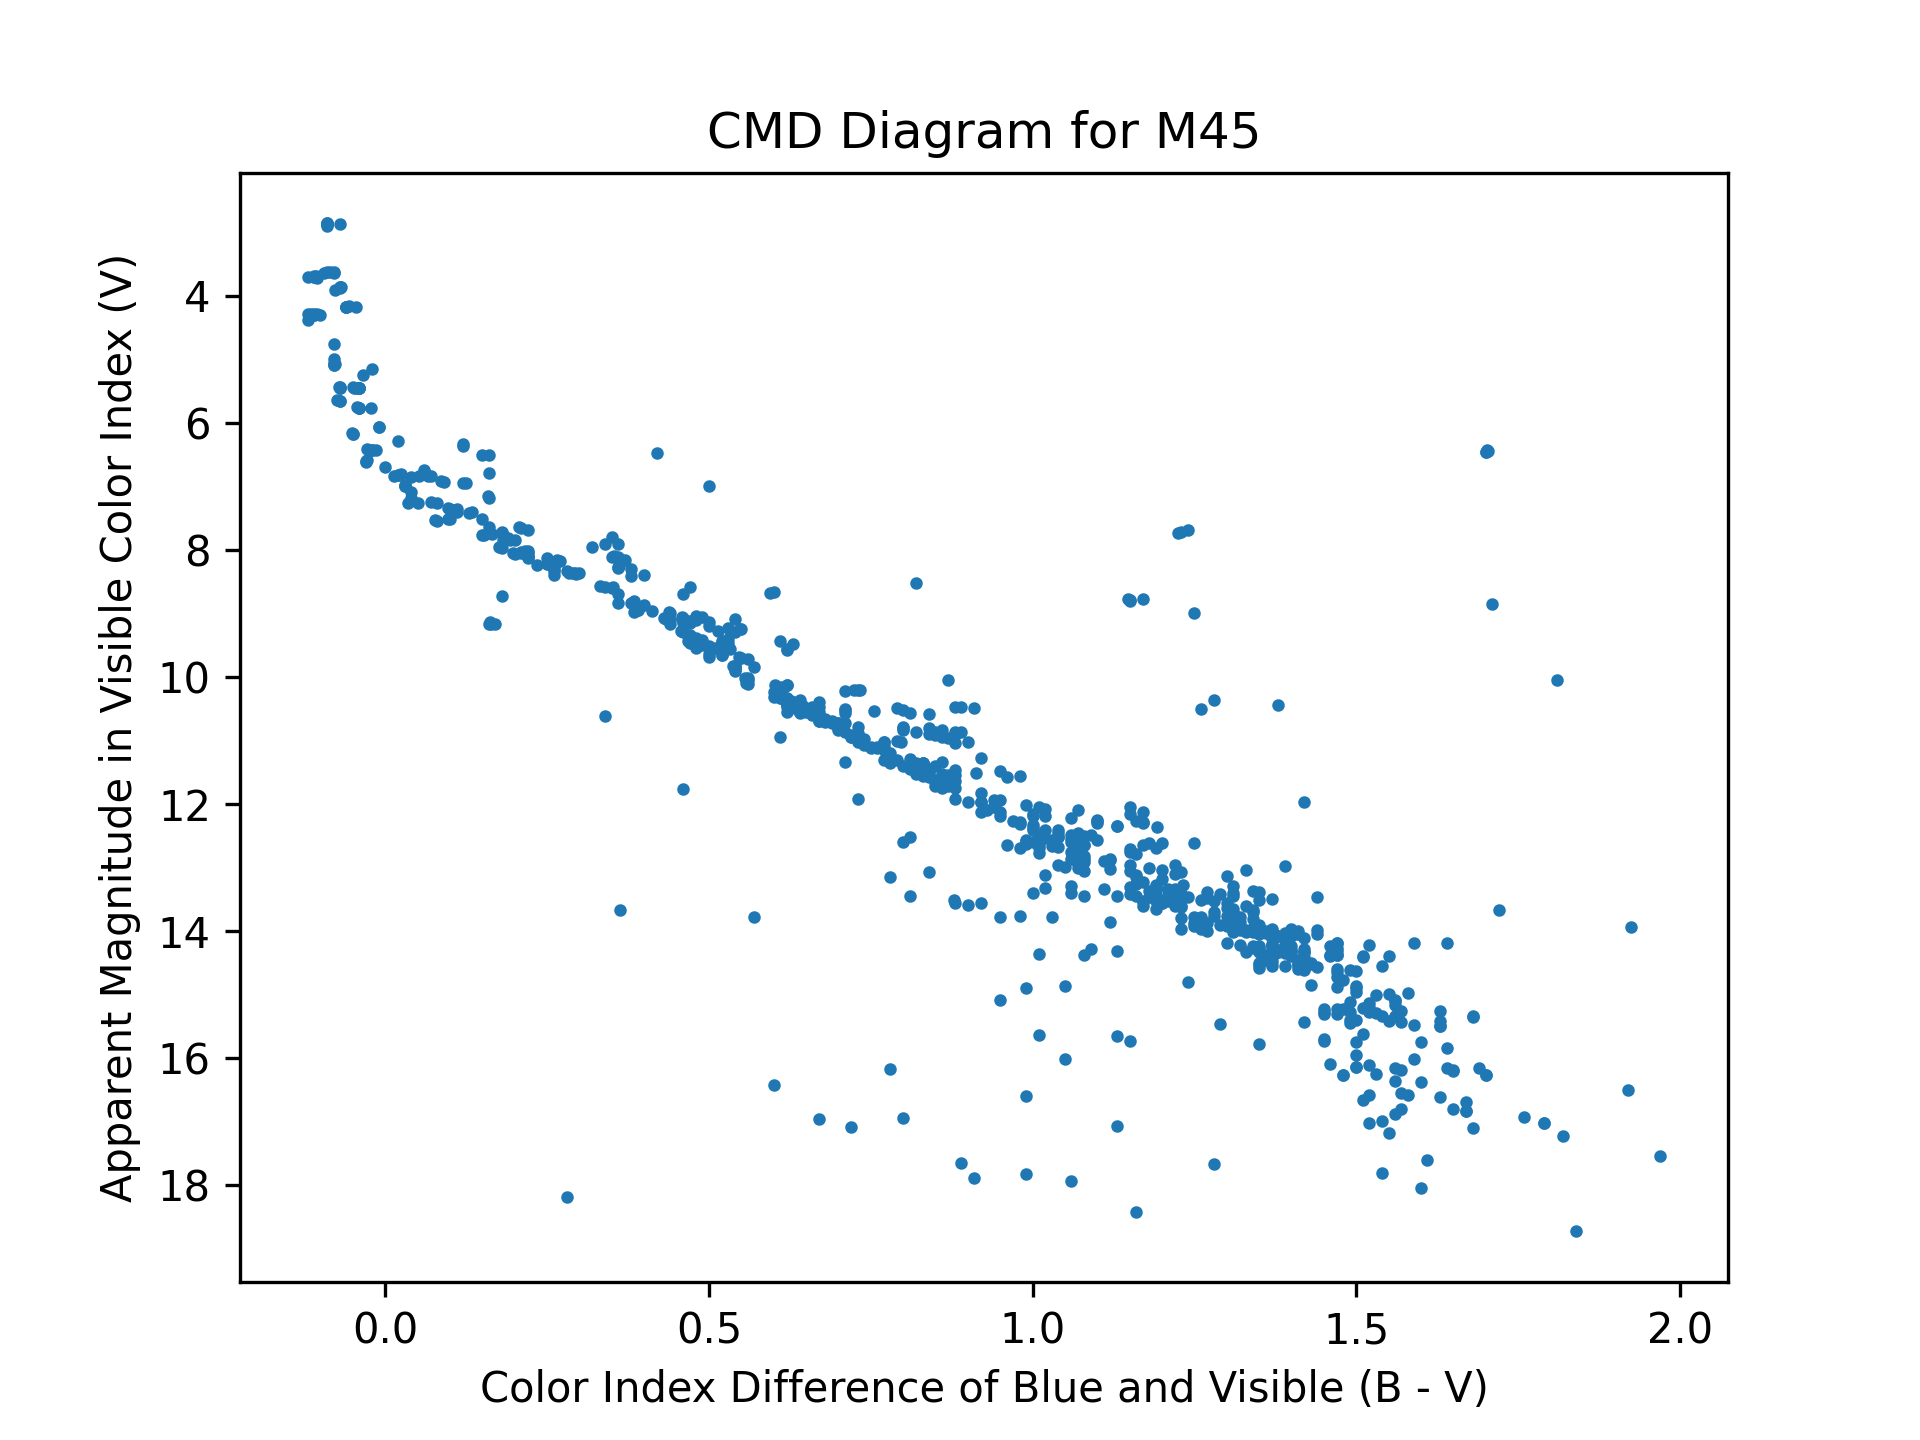 CMD Diagram for M45
Apparent Magnitude in Visible Color Index (V)
4
6
8
10
12
14
16
18
0.0 0.5 1.0 1.5 2.0
Color Index Difference of Blue and Visible (B - V)